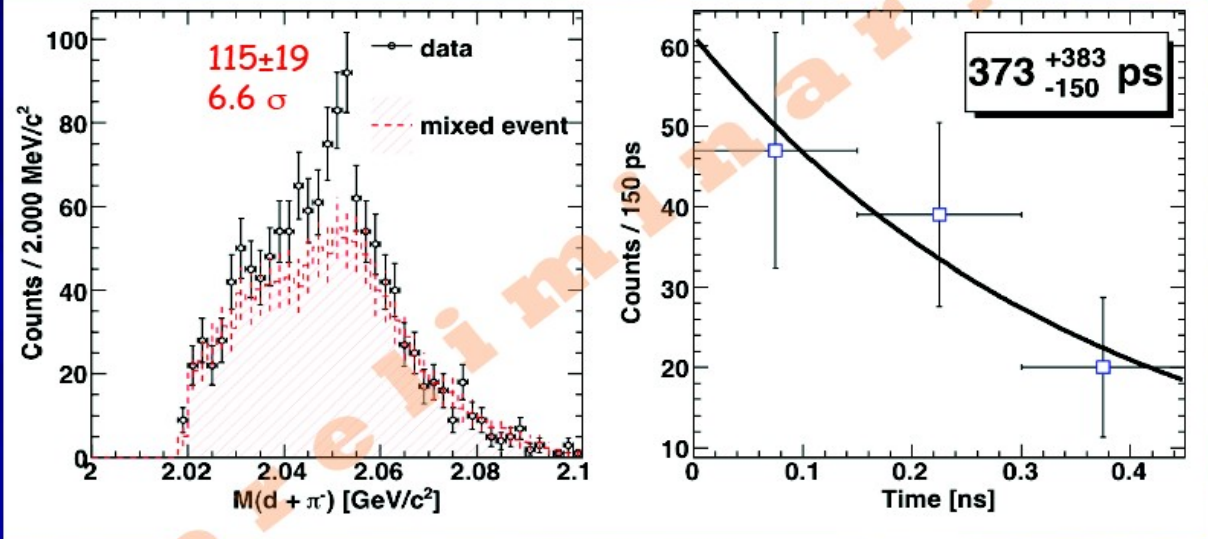 115±19
6.6 σ
data
mixed event
Counts / 2.000 MeV/c²
100
80
60
40
20
0
2
2.02
2.04
2.06
2.08
2.1
M(d + π⁻) [GeV/c²]
373 +383 -150 ps
Counts / 150 ps
60
50
40
30
20
10
0
0.1
0.2
0.3
0.4
Time [ns]
preliminar